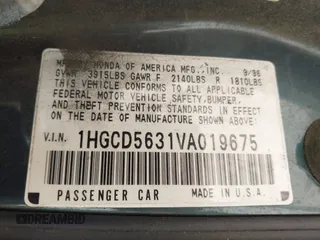 MFD. BY HONDA OF AMERICA MFG., INC. 9/96
GVWR 3915LBS GAWR F 2140LBS R 1810LBS
THIS VEHICLE CONFORMS TO ALL APPLICABLE
FEDERAL MOTOR VEHICLE SAFETY, BUMPER,
AND THEFT PREVENTION STANDARDS IN EFFECT
ON THE DATE OF MANUFACTURE SHOWN ABOVE.
V.I.N. 1HGCD5631VA019675
PASSENGER CAR MADE IN U.S.A.
DREAMBID